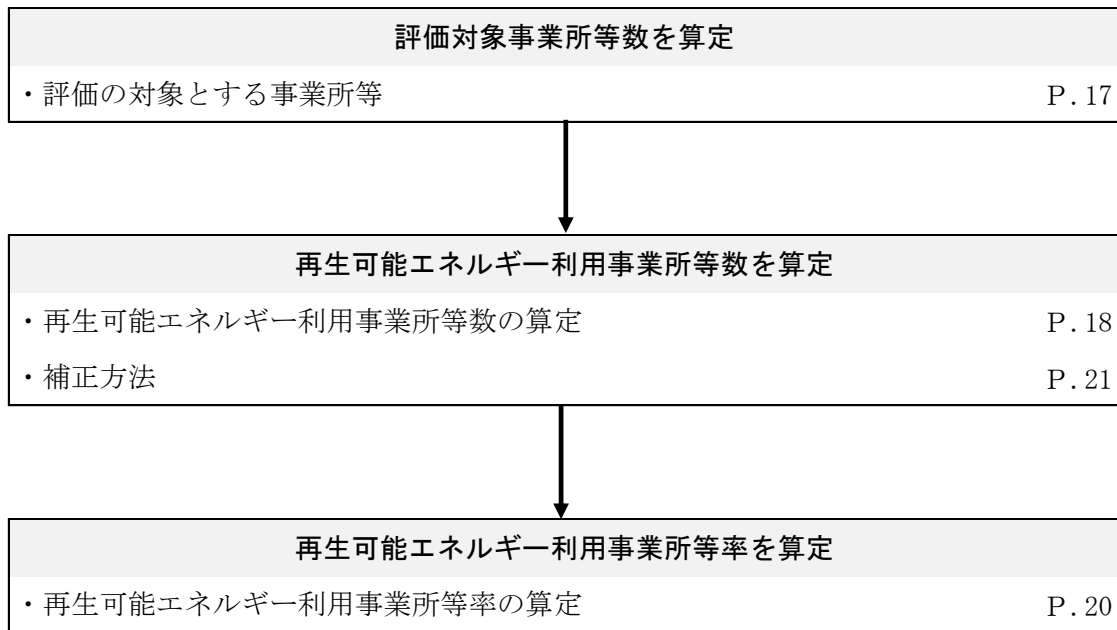 評価対象事業所等数を算定
・評価の対象とする事業所等 P.17
再生可能エネルギー利用事業所等数を算定
・再生可能エネルギー利用事業所等数の算定 P.18
・補正方法 P.21
再生可能エネルギー利用事業所等率を算定
・再生可能エネルギー利用事業所等率の算定 P.20